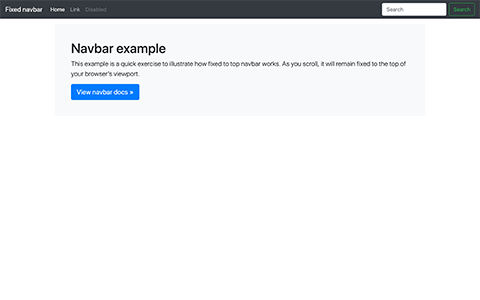 Fixed navbar Home Link Disabled Search Search
Navbar example
This example is a quick exercise to illustrate how fixed to top navbar works. As you scroll, it will remain fixed to the top of
your browser's viewport.
View navbar docs »